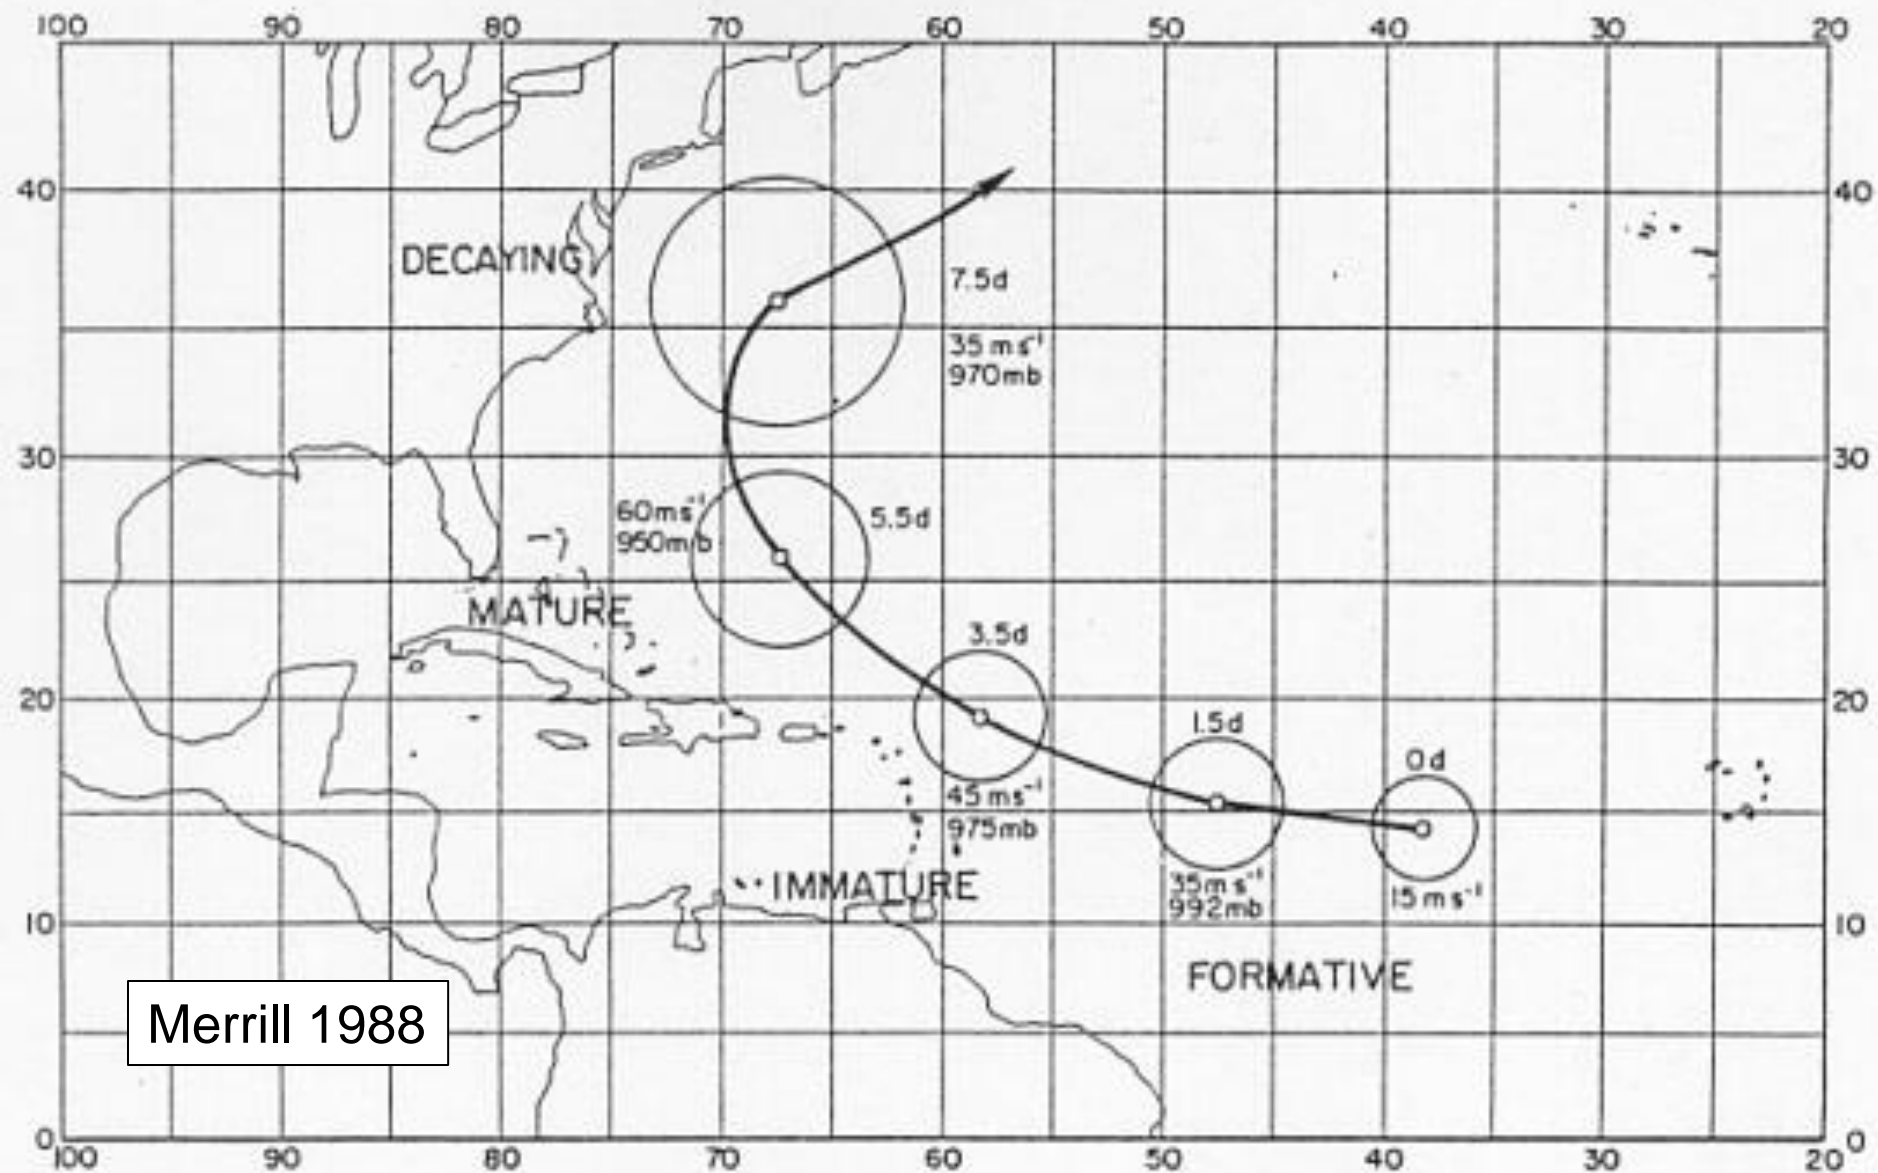 100 90 80 70 60 50 40 30 20
40 40
DECAYING
7.5d
35 ms⁻¹
970mb
30 30
60ms⁻¹
950mb
5.5d
MATURE
3.5d
20 20
1.5d
0d
45 ms⁻¹
975mb
IMMATURE
35m s⁻¹
992mb
15 m s⁻¹
10 10
FORMATIVE
Merrill 1988
0 0
100 90 80 70 60 50 40 30 20